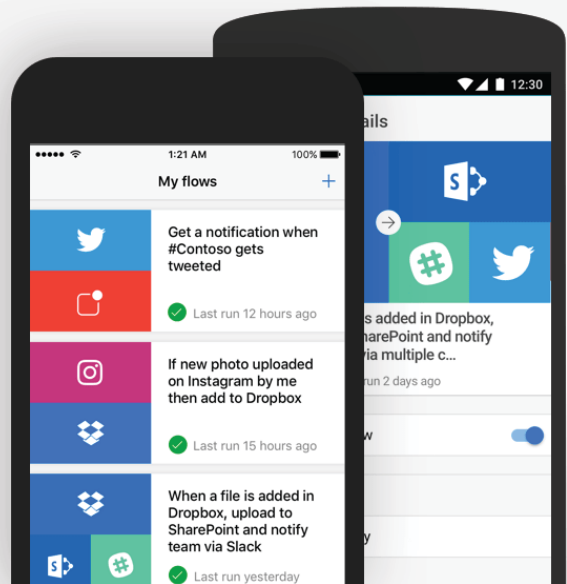 1:21 AM
100%
My flows
+
Get a notification when
#Contoso gets
tweeted
Last run 12 hours ago
If new photo uploaded
on Instagram by me
then add to Dropbox
Last run 15 hours ago
When a file is added in
Dropbox, upload to
SharePoint and notify
team via Slack
Last run yesterday
12:30
ails
S
s added in Dropbox,
harePoint and notify
via multiple c...
run 2 days ago
w
y
S